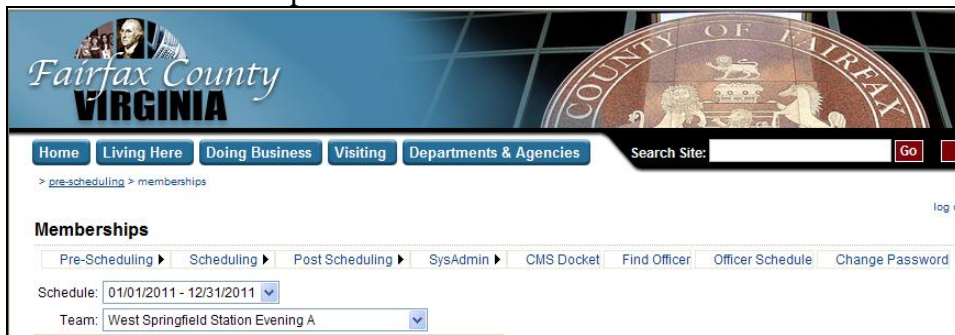 Fairfax County
VIRGINIA
COUNTY OF FAIRFAX
Home Living Here Doing Business Visiting Departments & Agencies Search Site: Go
> pre-scheduling > memberships
log
Memberships
Pre-Scheduling Scheduling Post Scheduling SysAdmin CMS Docket Find Officer Officer Schedule Change Password
Schedule: 01/01/2011 - 12/31/2011
Team: West Springfield Station Evening A